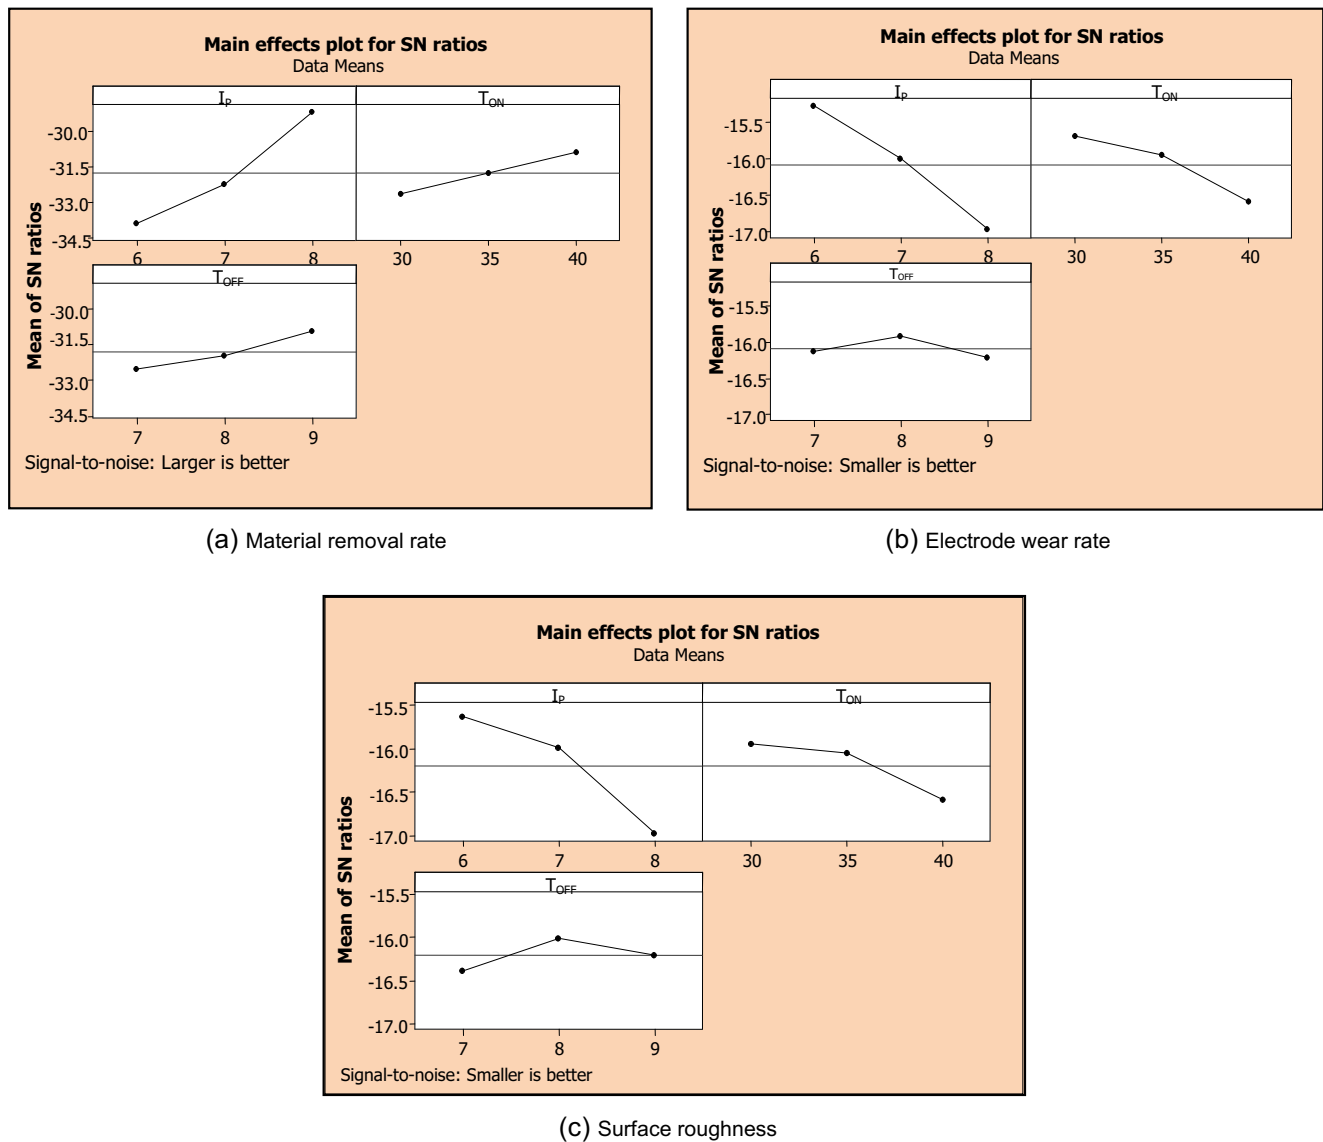 Main effects plot for SN ratios
Data Means
Mean of SN ratios
I_P
T_ON
-30.0
-31.5
-33.0
-34.5
6 7 8 30 35 40
T_OFF
-30.0
-31.5
-33.0
-34.5
7 8 9
Signal-to-noise: Larger is better
(a) Material removal rate
Main effects plot for SN ratios
Data Means
Mean of SN ratios
I_P
T_ON
-15.5
-16.0
-16.5
-17.0
6 7 8 30 35 40
T_OFF
-15.5
-16.0
-16.5
-17.0
7 8 9
Signal-to-noise: Smaller is better
(b) Electrode wear rate
Main effects plot for SN ratios
Data Means
Mean of SN ratios
I_P
T_ON
-15.5
-16.0
-16.5
-17.0
6 7 8 30 35 40
T_OFF
-15.5
-16.0
-16.5
-17.0
7 8 9
Signal-to-noise: Smaller is better
(c) Surface roughness